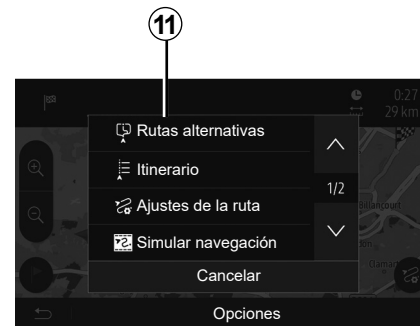 11
0:27
29 km
Rutas alternativas
Itinerario
1/2
Ajustes de la ruta
Simular navegación
Cancelar
Opciones